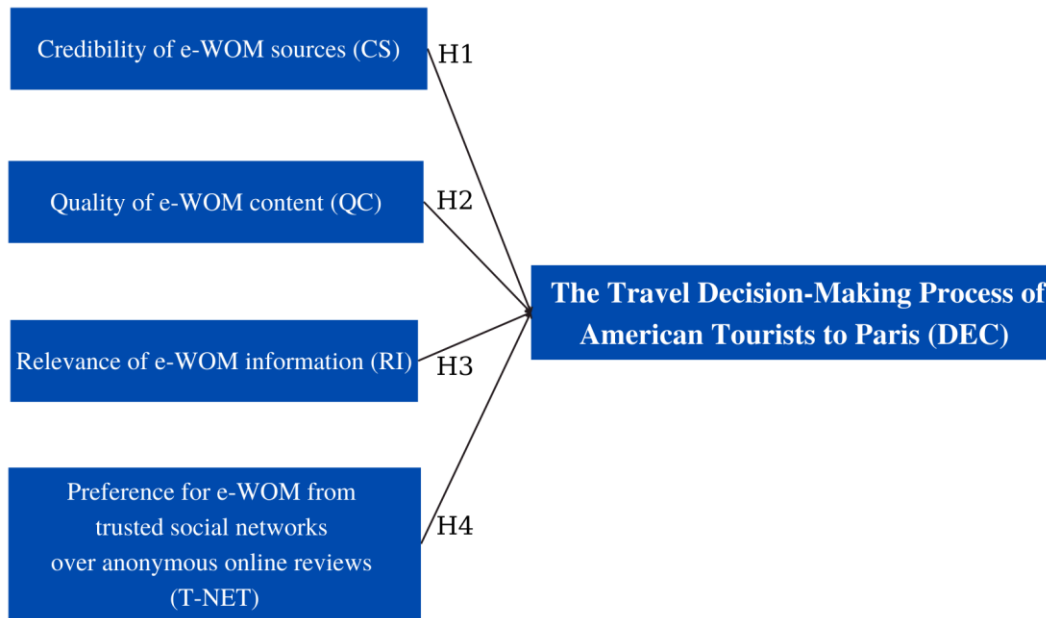 Credibility of e-WOM sources (CS)
H1
Quality of e-WOM content (QC)
H2
The Travel Decision-Making Process of
American Tourists to Paris (DEC)
Relevance of e-WOM information (RI)
H3
Preference for e-WOM from
trusted social networks
over anonymous online reviews
(T-NET)
H4